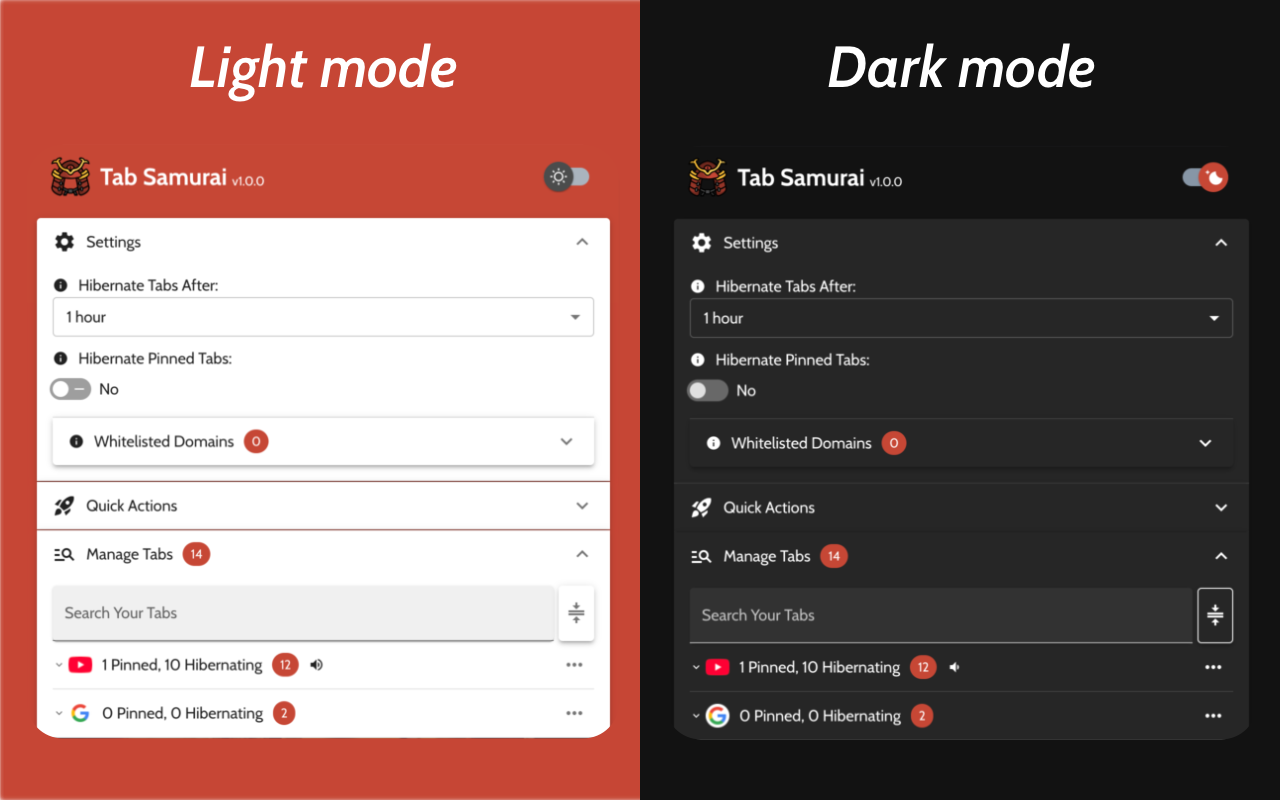 Light mode
Tab Samurai v1.0.0
Settings
Hibernate Tabs After:
1 hour
Hibernate Pinned Tabs:
No
Whitelisted Domains 0
Quick Actions
Manage Tabs 14
Search Your Tabs
1 Pinned, 10 Hibernating 12
0 Pinned, 0 Hibernating 2
Dark mode
Tab Samurai v1.0.0
Settings
Hibernate Tabs After:
1 hour
Hibernate Pinned Tabs:
No
Whitelisted Domains 0
Quick Actions
Manage Tabs 14
Search Your Tabs
1 Pinned, 10 Hibernating 12
0 Pinned, 0 Hibernating 2